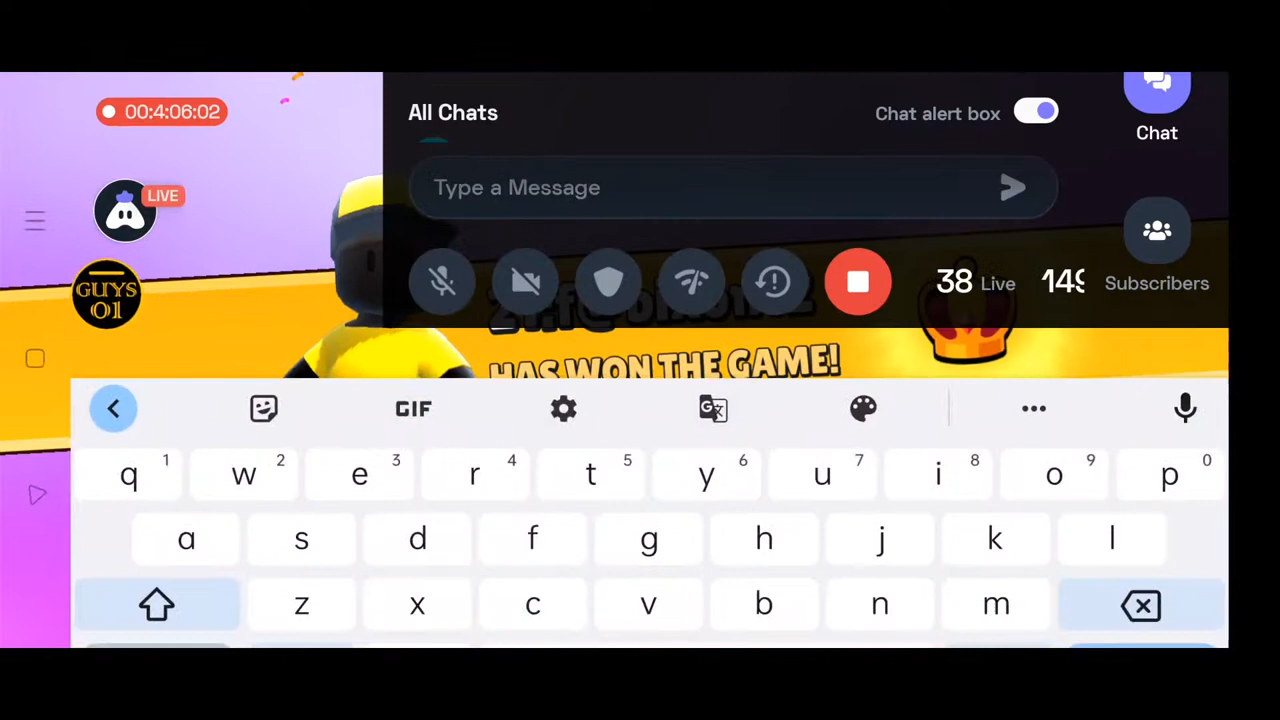 00:4:06:02
All Chats
Chat alert box
Chat
LIVE
Type a Message
GUYS
01
38 Live
149
Subscribers
HAS WON THE GAME!
GIF
q 1 w 2 e 3 r 4 t 5 y 6 u 7 i 8 o 9 p 0
a s d f g h j k l
z x c v b n m